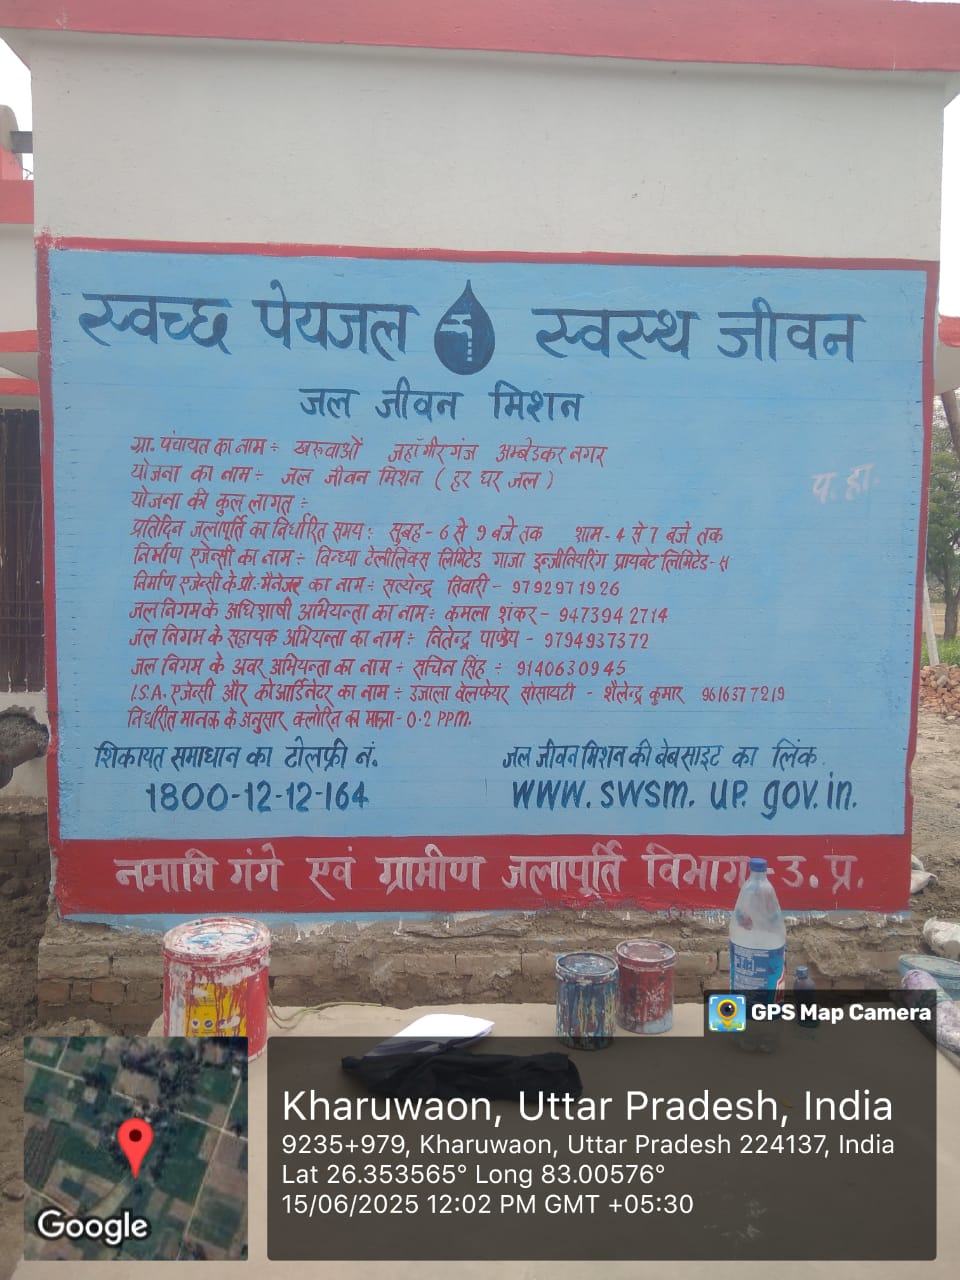 स्वच्छ पेयजल स्वस्थ जीवन
जल जीवन मिशन
ग्रा. पंचायत का नाम ÷ खरुवाओं जहाँगीरगंज अम्बेडकर नगर
योजना का नाम ÷ जल जीवन मिशन ( हर घर जल )
योजना की कुल लागत ÷
प्रतिदिन जलापूर्ति का निर्धारित समय ÷ सुबह - 6 से 9 बजे तक शाम - 4 से 7 बजे तक
निर्माण एजेन्सी का नाम ÷ विन्ध्या टेलीलिंक्स लिमिटेड गाजा इन्जीनियरिंग प्रायवेट लिमिटेड -
निर्माण एजेन्सी के प्रो. मैनेजर का नाम ÷ सत्येन्द्र तिवारी - 9792971926
जल निगम के अधिशाषी अभियन्ता का नाम ÷ कमला शंकर - 9473942714
जल निगम के सहायक अभियन्ता का नाम ÷ नितेन्द्र पाण्डेय - 9794937372
जल निगम के अवर अभियन्ता का नाम ÷ सचिन सिंह ÷ 9140630945
I.S.A. एजेन्सी और कोआर्डिनेटर का नाम ÷ उजाला वेलफेयर सोसायटी - शैलेन्द्र कुमार 9616377219
निर्धारित मानक के अनुसार क्लोरिन का मात्रा - 0.2 PPM.
प. हा.
शिकायत समाधान का टोलफ्री नं.
1800-12-12-164
जल जीवन मिशन की बेबसाइट का लिंक
www.swsm.up.gov.in.
नमामि गंगे एवं ग्रामीण जलापूर्ति विभाग - उ. प्र.
GPS Map Camera
Kharuwaon, Uttar Pradesh, India
9235+979, Kharuwaon, Uttar Pradesh 224137, India
Lat 26.353565° Long 83.00576°
15/06/2025 12:02 PM GMT +05:30
Google